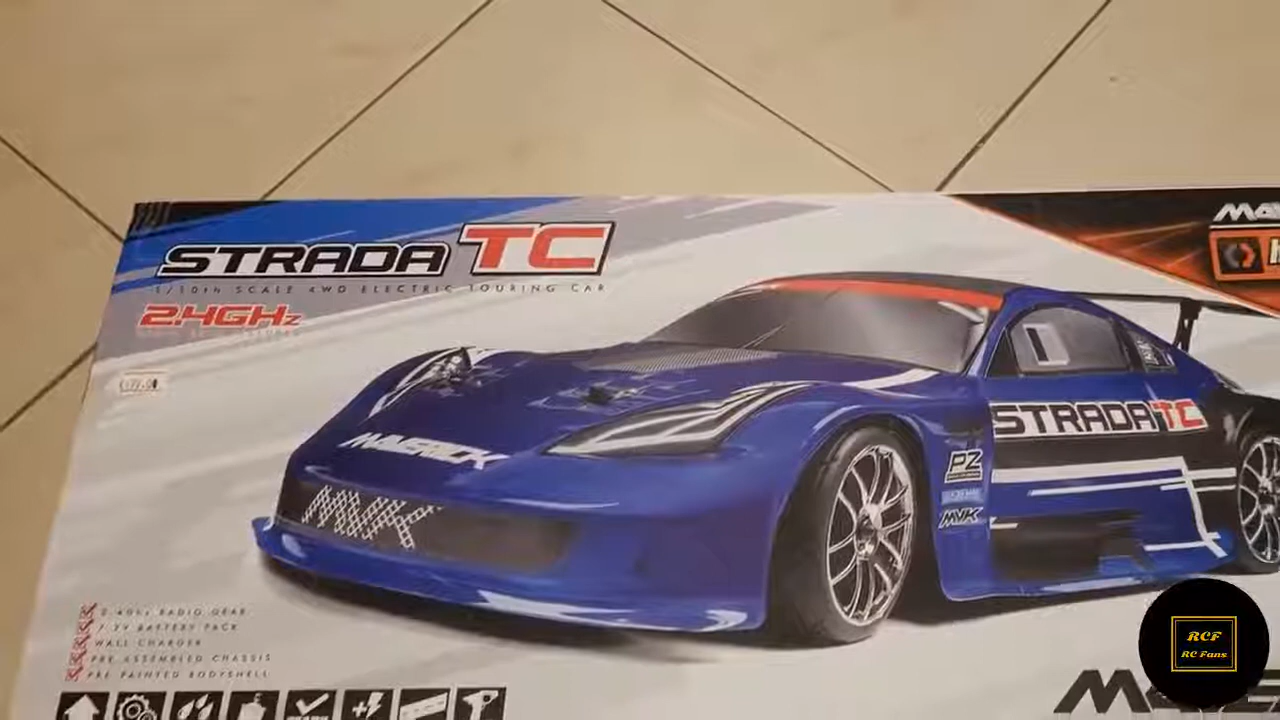 STRADA TC
1/10th SCALE 4WD ELECTRIC TOURING CAR
2.4GHz
MAVERICK
MVK
STRADA TC
PZ
MVK
2.4GHz RADIO GEAR
7.2V BATTERY PACK
WALL CHARGER
PRE ASSEMBLED CHASSIS
PRE PAINTED BODYSHELL
RCF
RC Fans